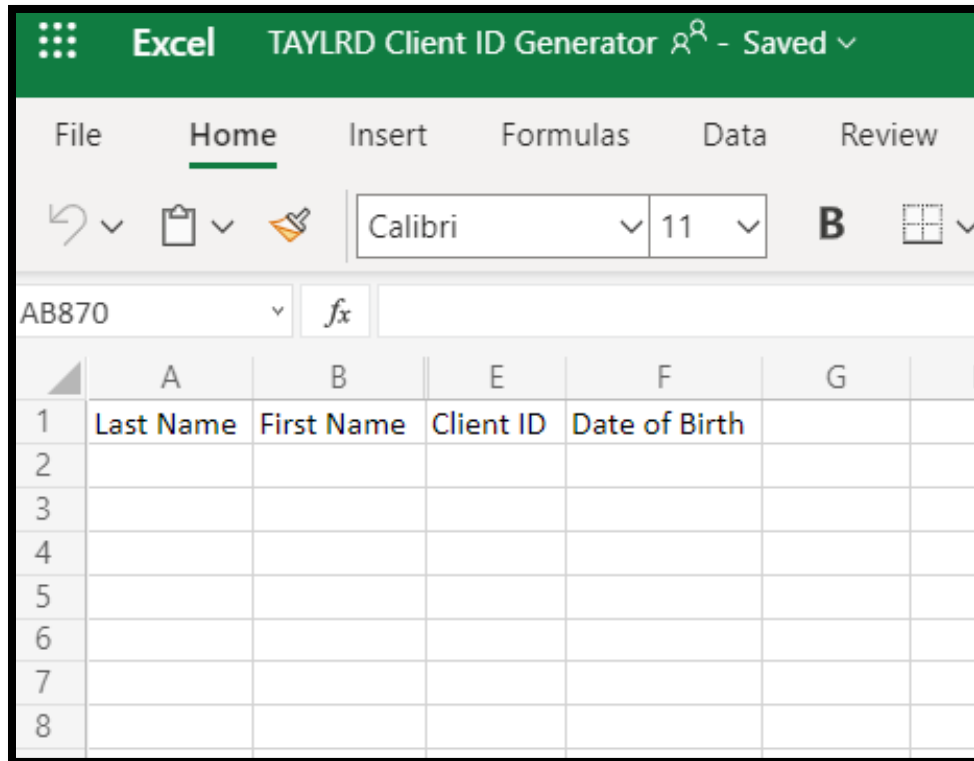 Excel TAYLRD Client ID Generator - Saved
File Home Insert Formulas Data Review
Calibri 11 B
AB870 fx
A B E F G
1 Last Name First Name Client ID Date of Birth
2
3
4
5
6
7
8